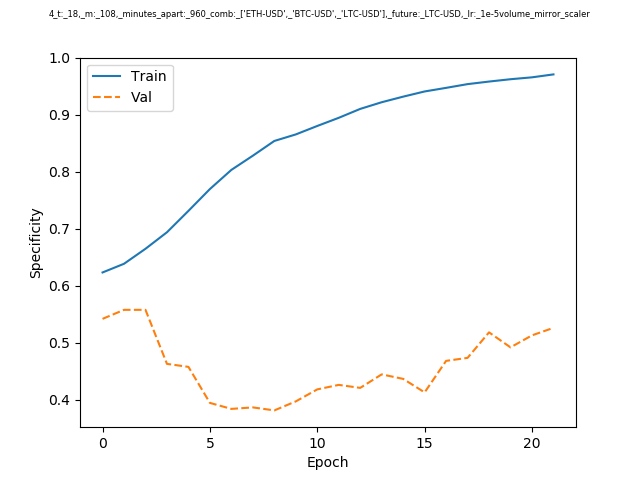 4_t:_18,_m:_108,_minutes_apart:_960_comb:_['ETH-USD',_'BTC-USD',_'LTC-USD'],_future:_LTC-USD,_lr:_1e-5volume_mirror_scaler
Train
Val
1.0
0.9
0.8
0.7
0.6
0.5
0.4
Specificity
0 5 10 15 20
Epoch